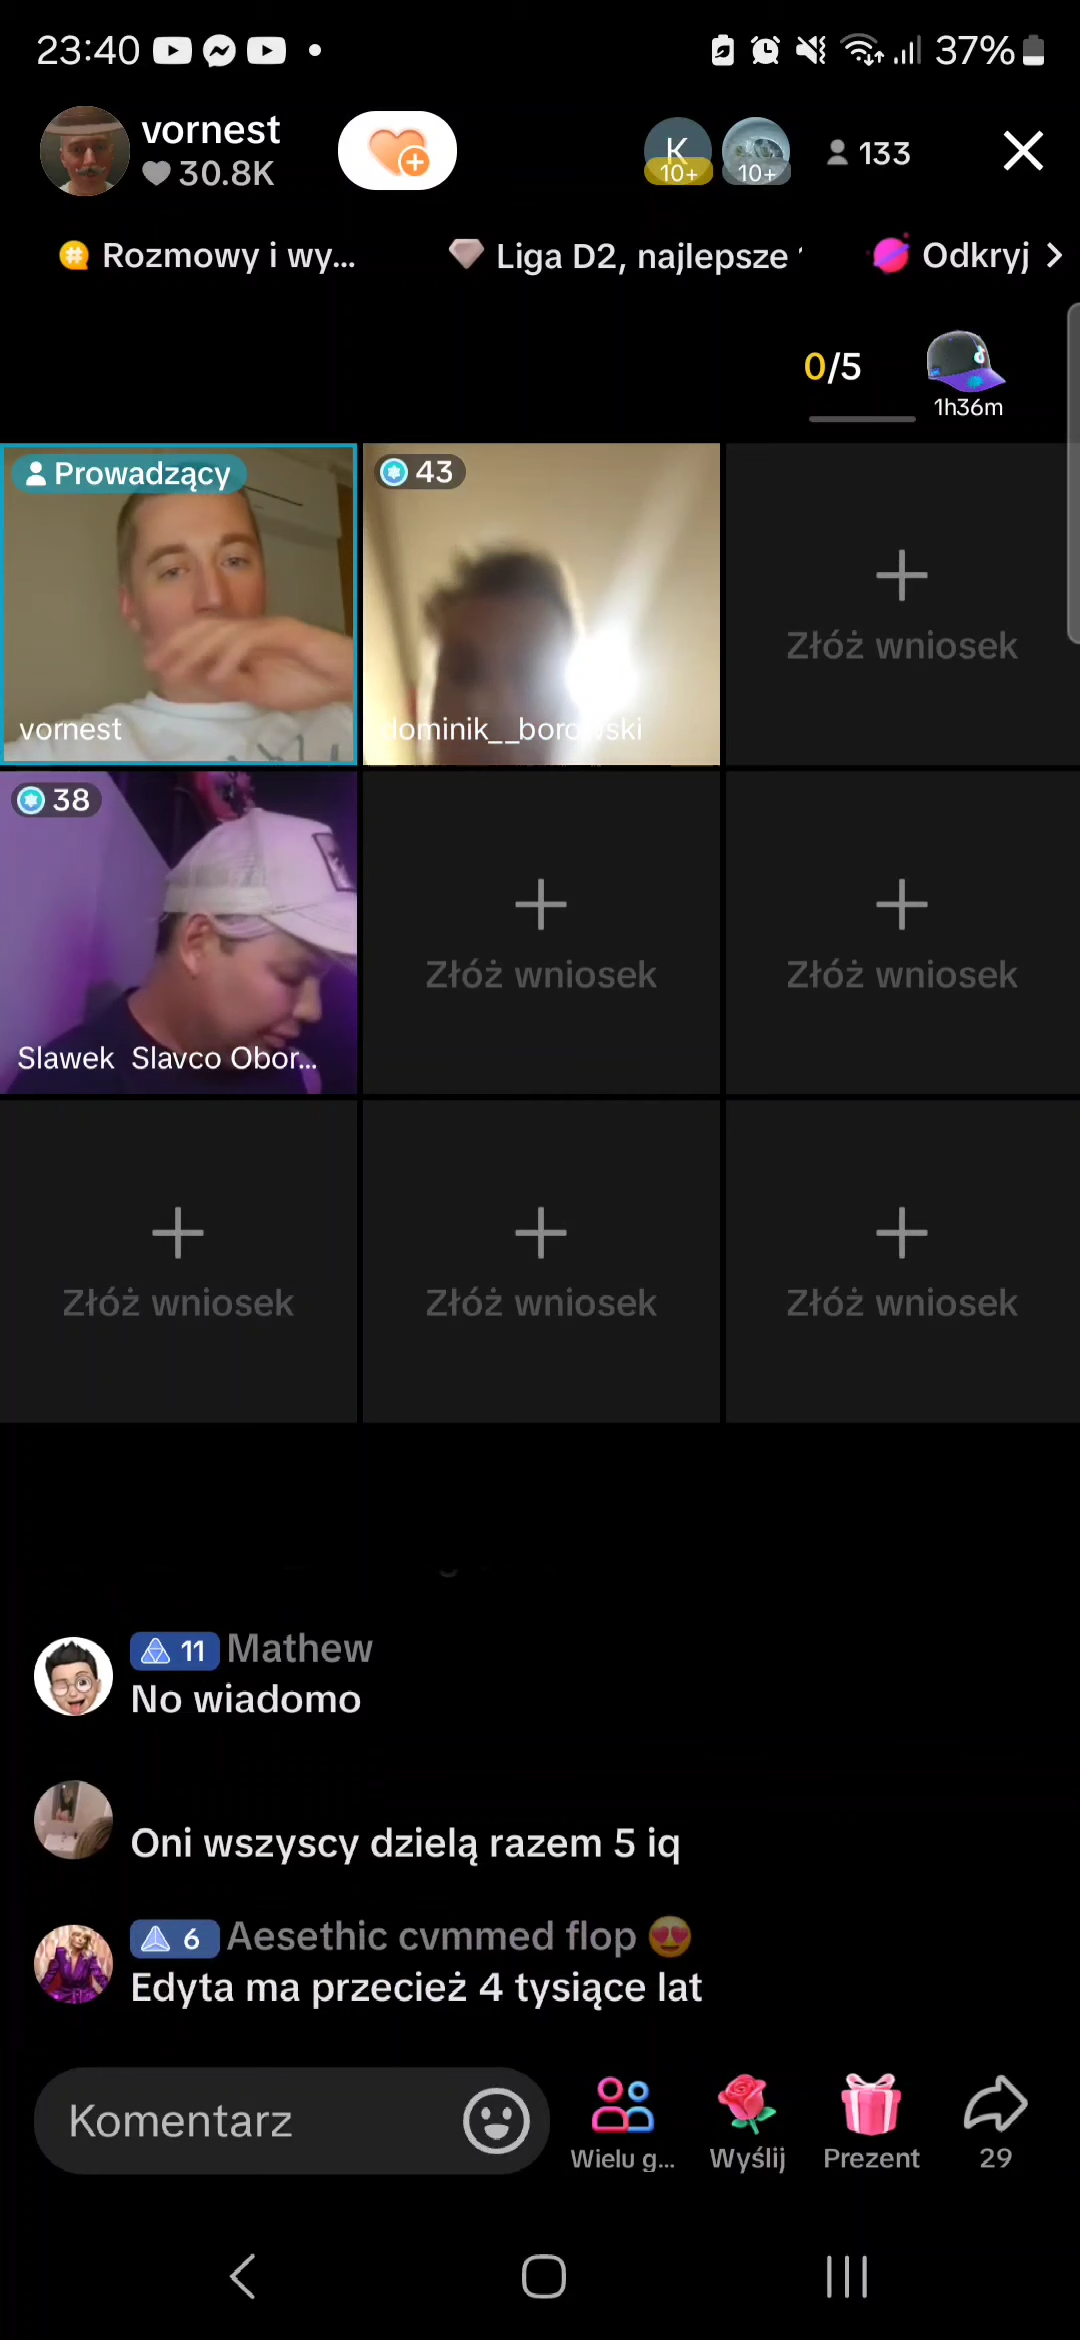 23:40
37%
vornest
30.8K
K
10+
10+
133
Rozmowy i wy...
Liga D2, najlepsze
Odkryj
0/5
1h36m
Prowadzący
vornest
43
dominik__borowski
Złóż wniosek
38
Slawek Slavco Obor...
Złóż wniosek
Złóż wniosek
Złóż wniosek
Złóż wniosek
Złóż wniosek
11 Mathew
No wiadomo
Oni wszyscy dzielą razem 5 iq
6 Aesethic cvmmed flop 😍
Edyta ma przecież 4 tysiące lat
Komentarz
Wielu g...
Wyślij
Prezent
29